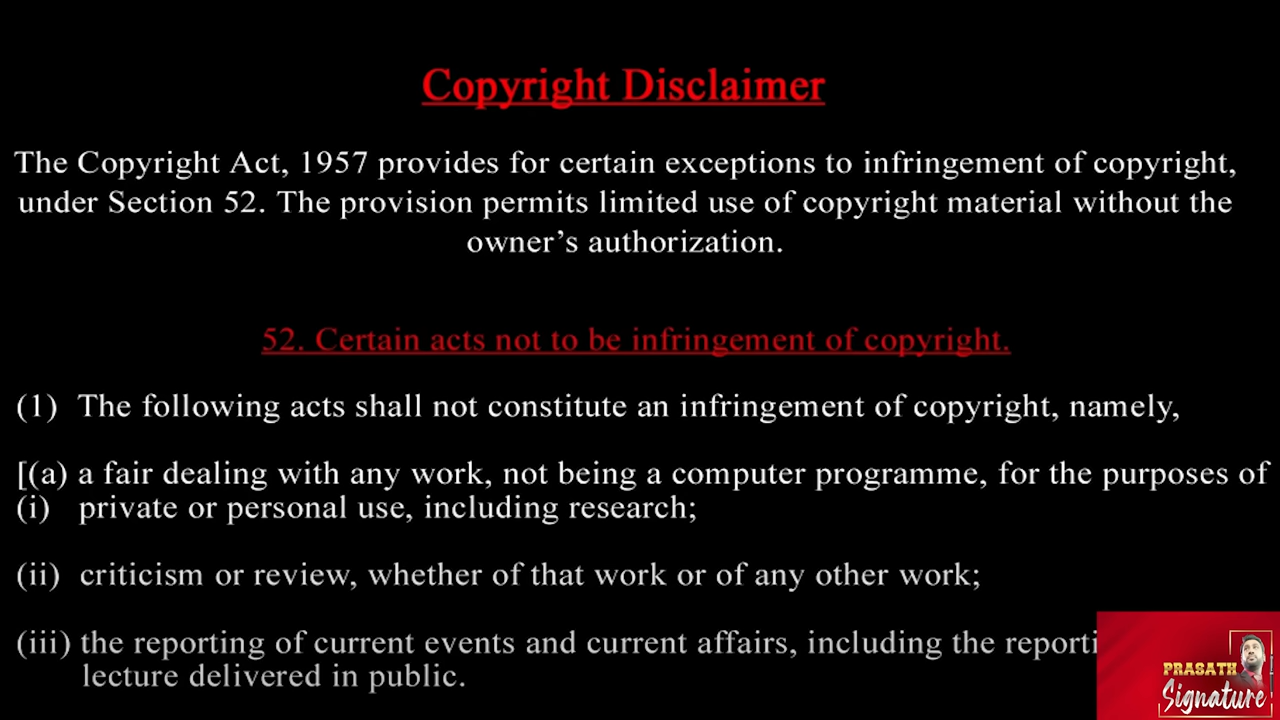 Copyright Disclaimer
The Copyright Act, 1957 provides for certain exceptions to infringement of copyright,
under Section 52. The provision permits limited use of copyright material without the
owner’s authorization.
52. Certain acts not to be infringement of copyright.
(1) The following acts shall not constitute an infringement of copyright, namely,
[(a) a fair dealing with any work, not being a computer programme, for the purposes of
(i) private or personal use, including research;
(ii) criticism or review, whether of that work or of any other work;
(iii) the reporting of current events and current affairs, including the
lecture delivered in public.
PRASATH
Signature